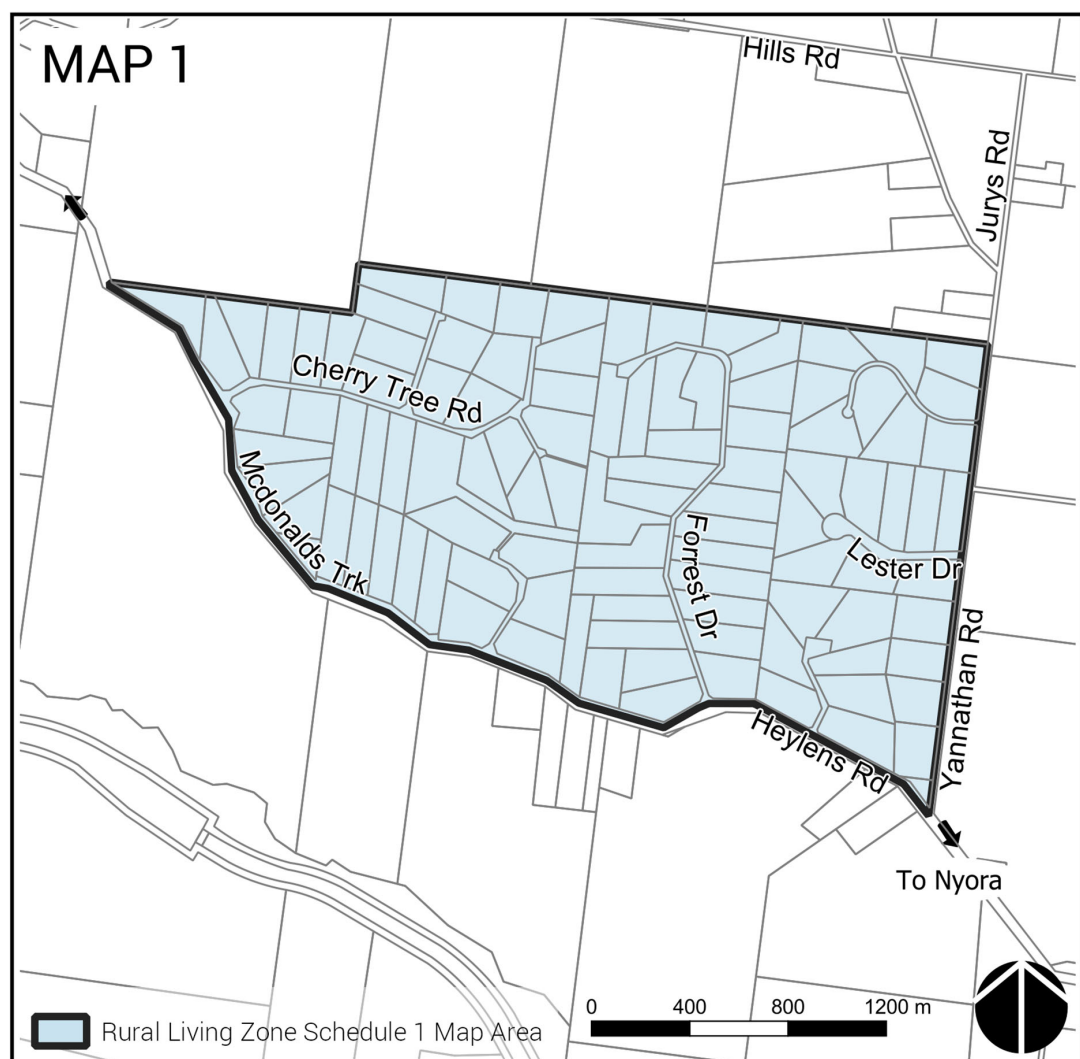 MAP 1
Hills Rd
Jurys Rd
Cherry Tree Rd
Mcdonalds Trk
Forrest Dr
Lester Dr
Yannathan Rd
Heylens Rd
To Nyora
0 400 800 1200 m
Rural Living Zone Schedule 1 Map Area